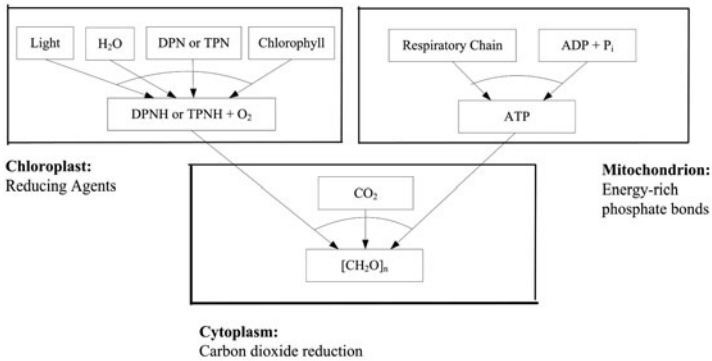 Light
H₂O
DPN or TPN
Chlorophyll
DPNH or TPNH + O₂
Respiratory Chain
ADP + Pᵢ
ATP
Chloroplast:
Reducing Agents
Mitochondrion:
Energy-rich
phosphate bonds
CO₂
[CH₂O]ₙ
Cytoplasm:
Carbon dioxide reduction